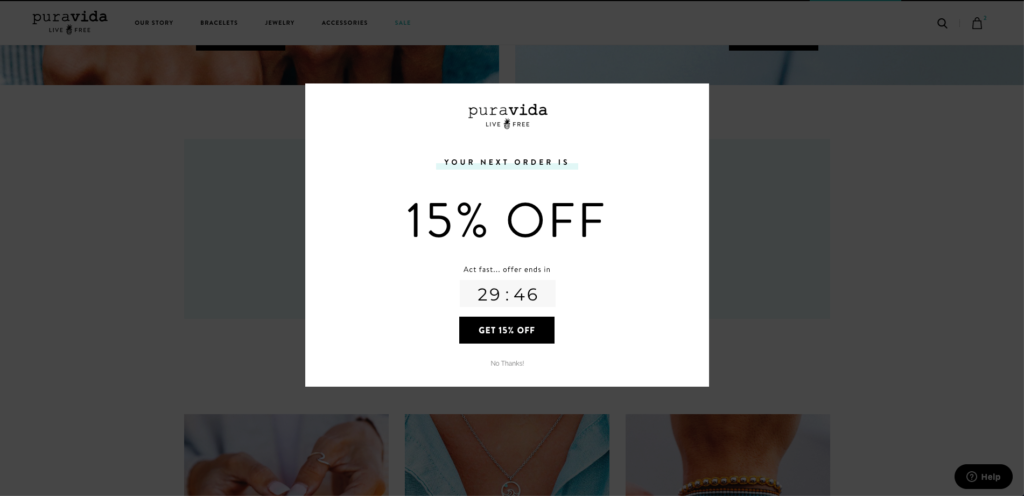 puravida
LIVE FREE
OUR STORY
BRACELETS
JEWELRY
ACCESSORIES
SALE
puravida
LIVE FREE
YOUR NEXT ORDER IS
15% OFF
Act fast... offer ends in
29:46
GET 15% OFF
No Thanks!
Help